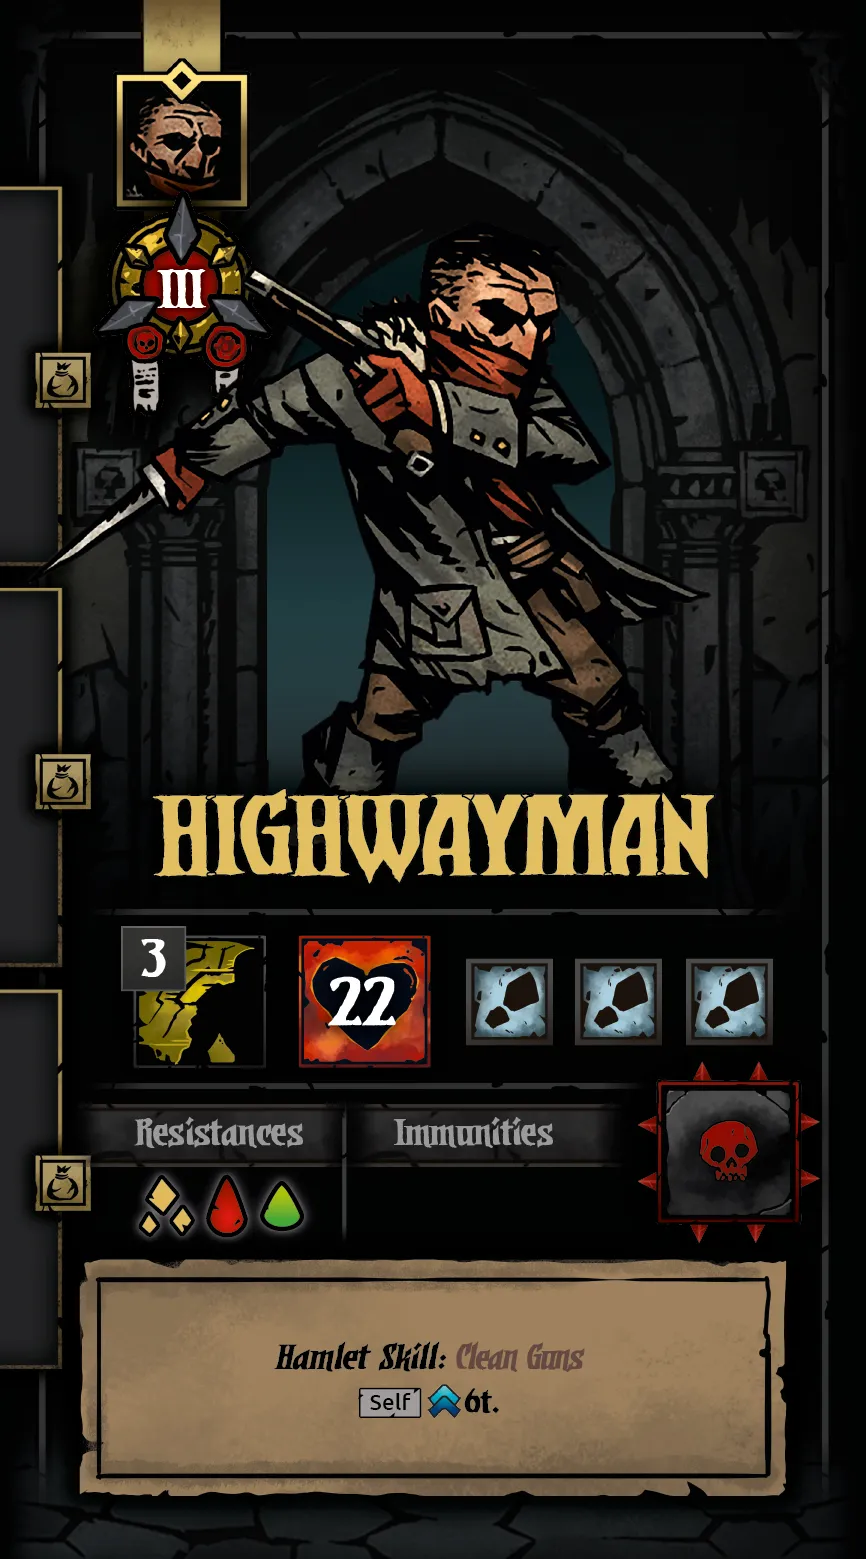 III
HIGHWAYMAN
3
22
Resistances Immunities
Hamlet Skill: Clean Guns
Self 6t.